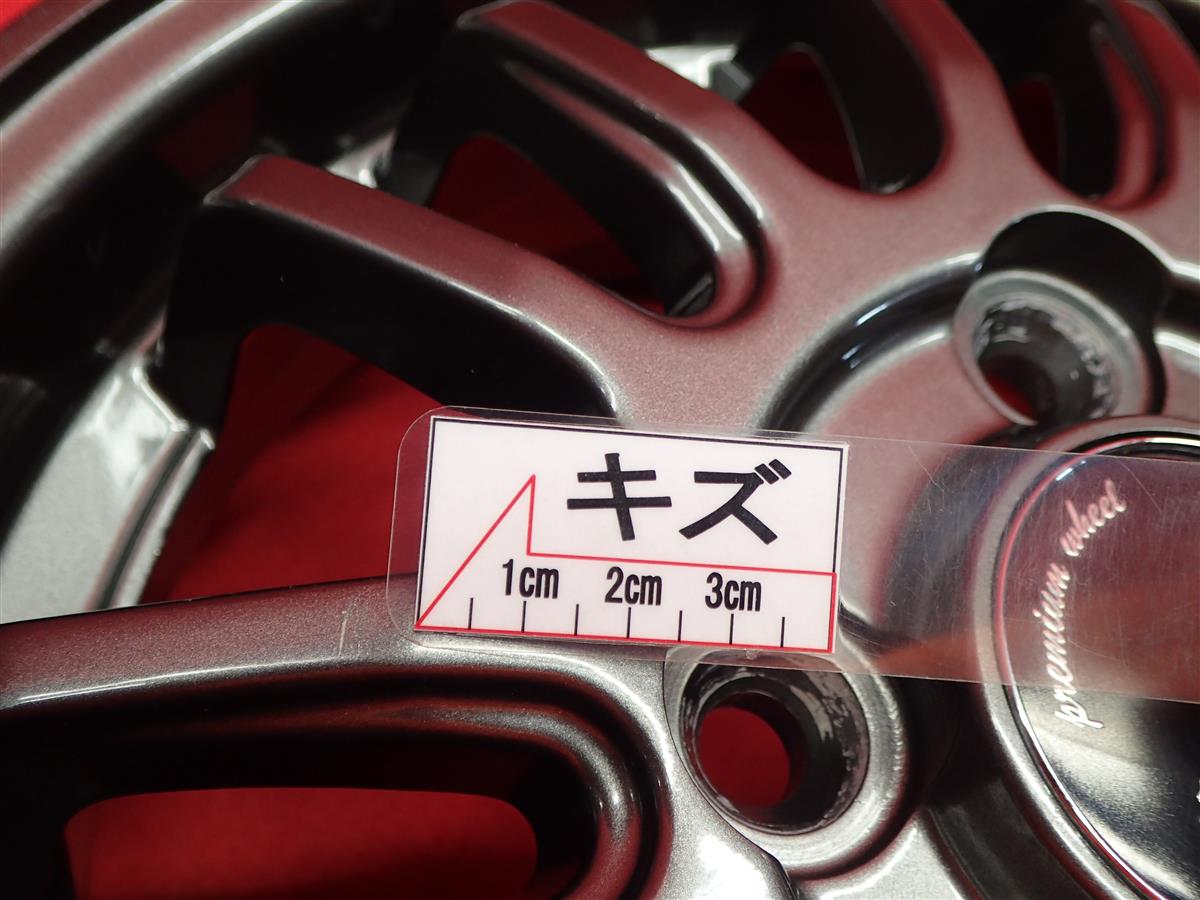 キズ
1cm 2cm 3cm
premium wheel